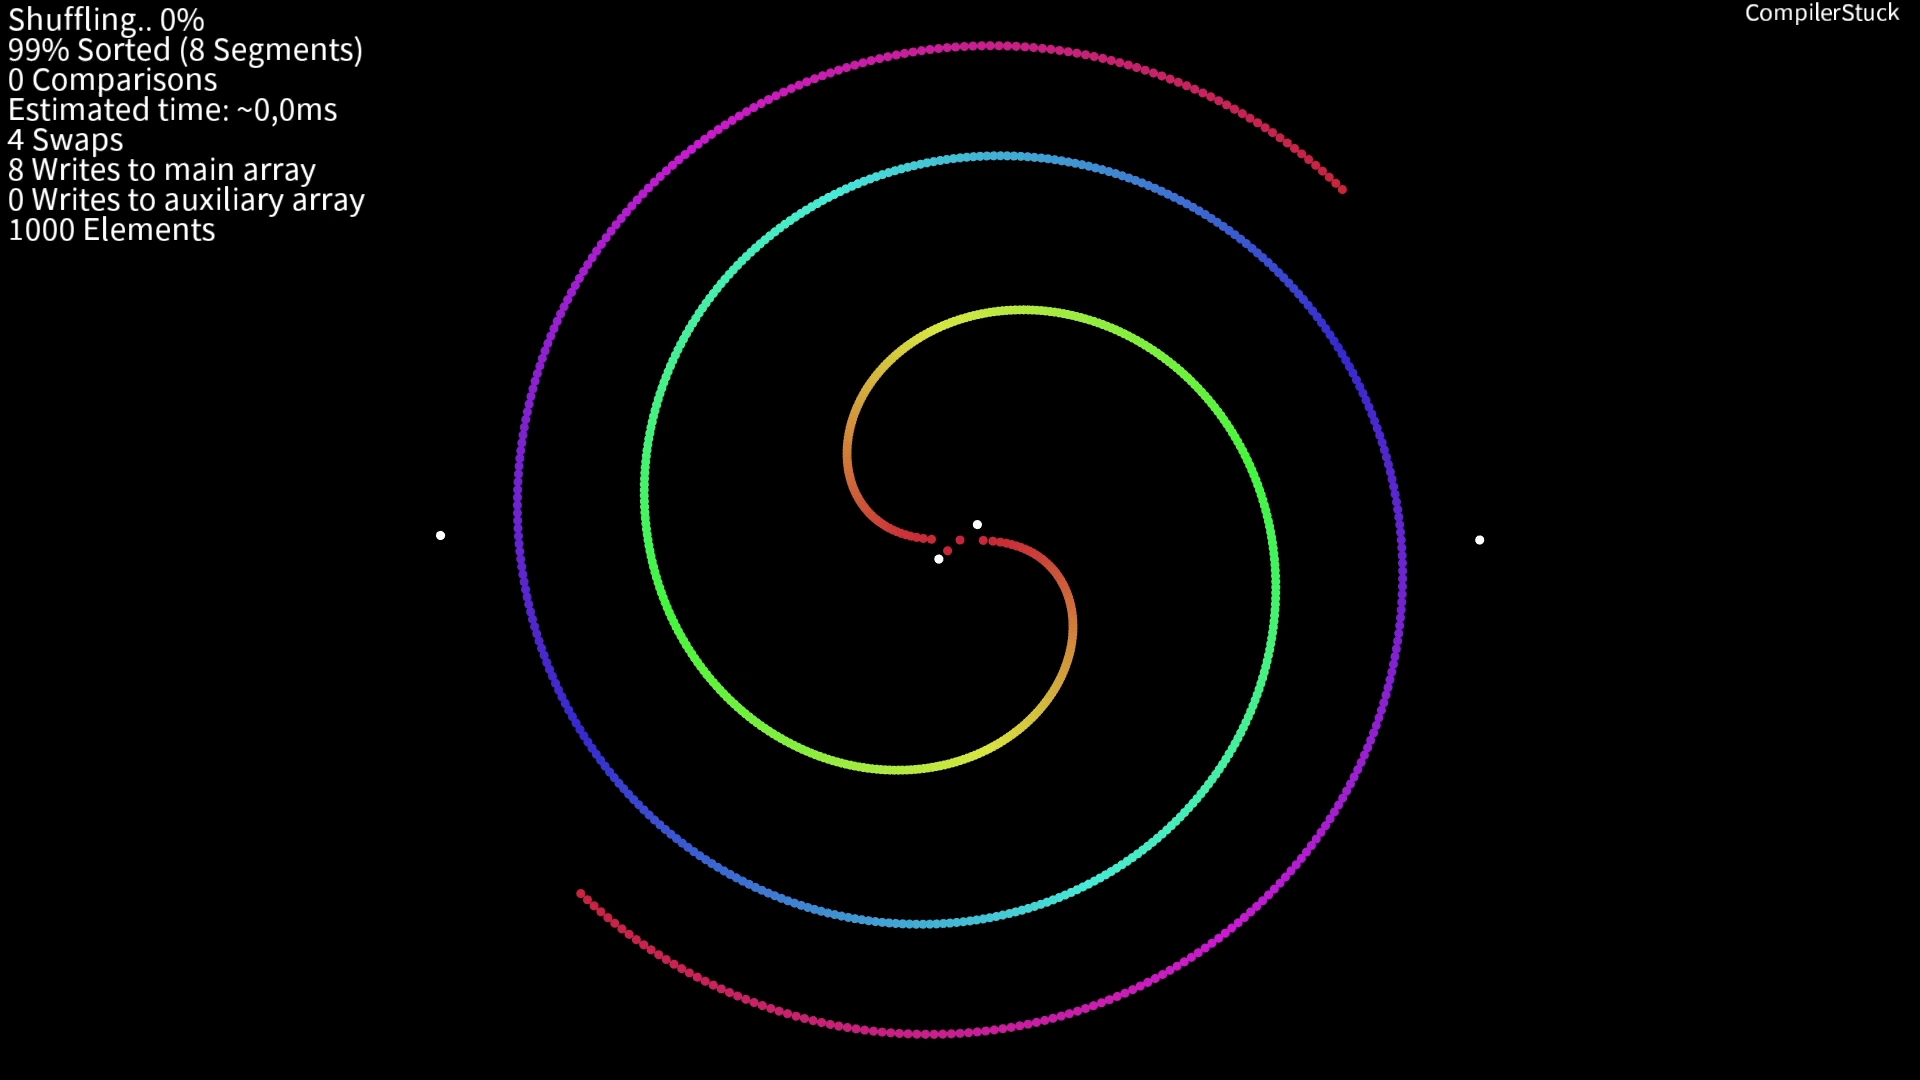 Shuffling.. 0%
99% Sorted (8 Segments)
0 Comparisons
Estimated time: ~0,0ms
4 Swaps
8 Writes to main array
0 Writes to auxiliary array
1000 Elements
CompilerStuck